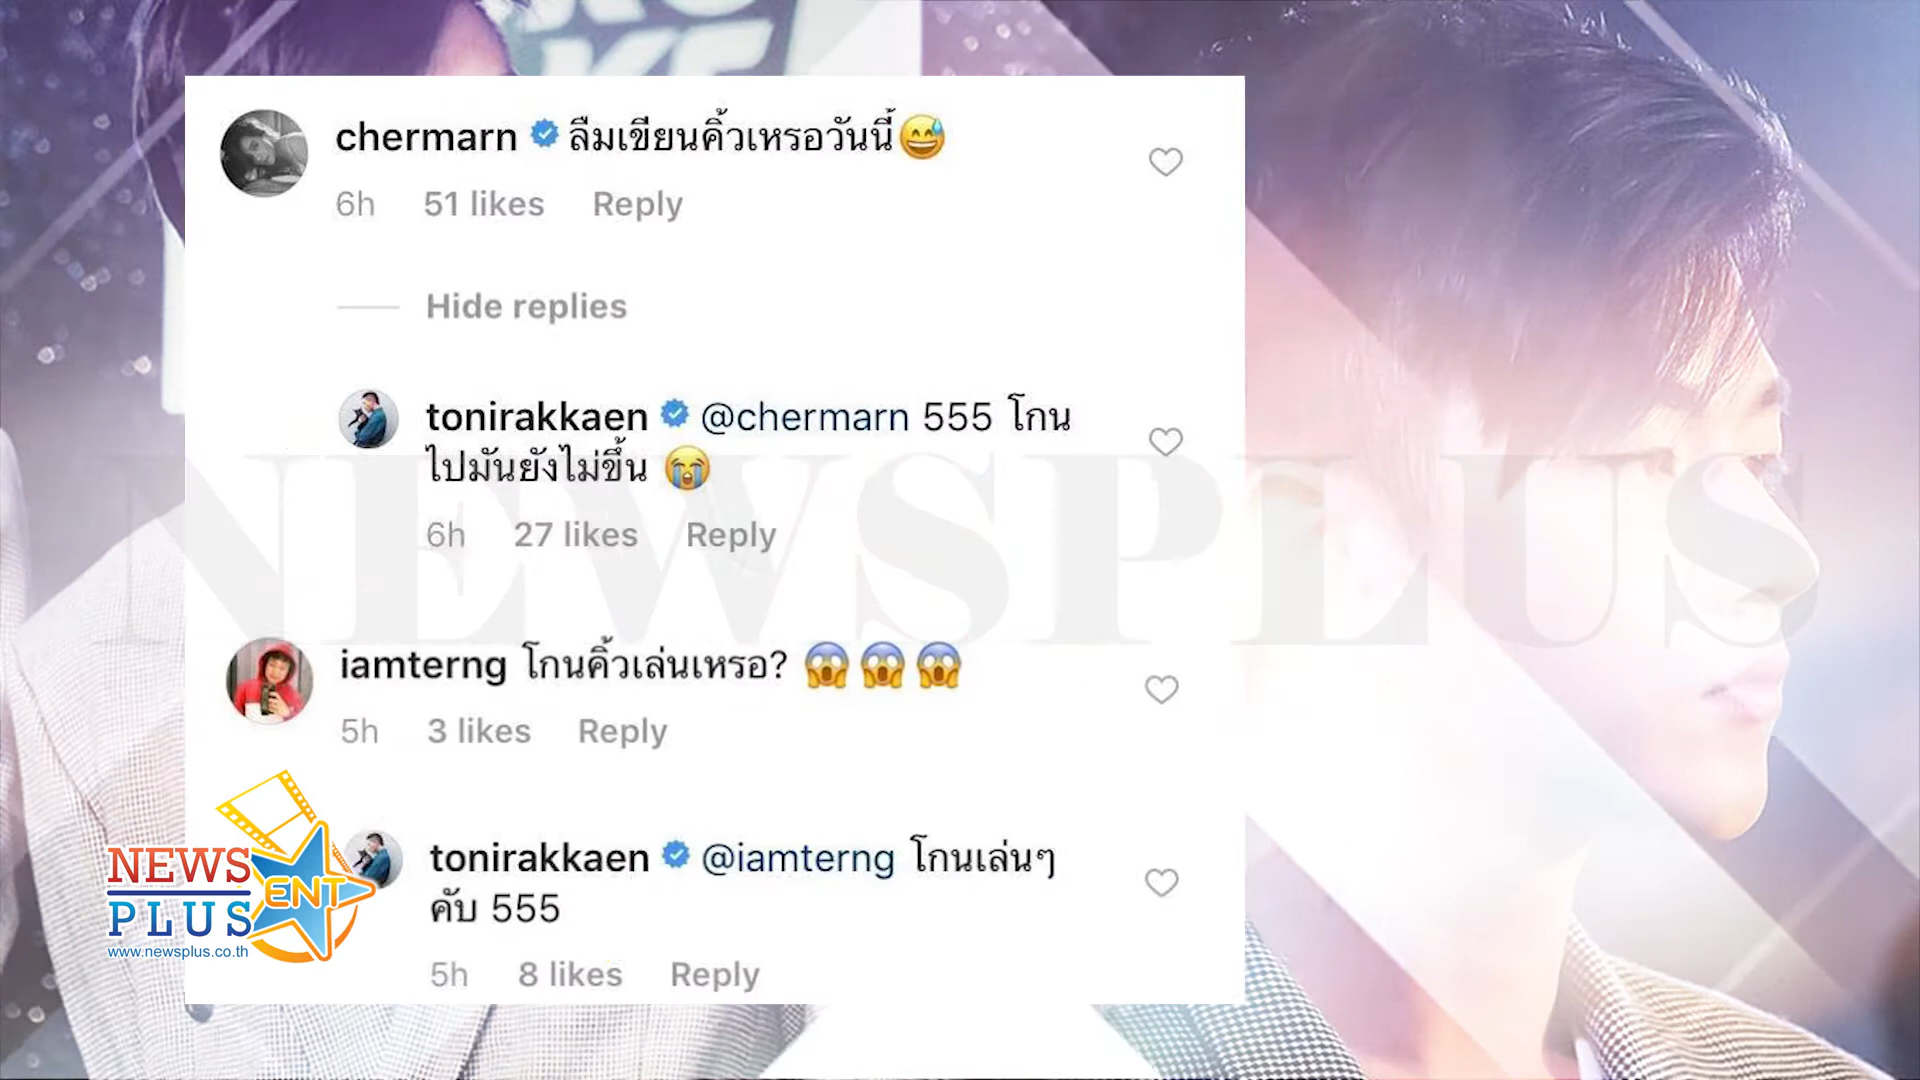 chermarn ลืมเขียนคิ้วเหรอวันนี้😅
6h 51 likes Reply
Hide replies
tonirakkaen @chermarn 555 โกน
ไปมันยังไม่ขึ้น 😭
6h 27 likes Reply
NEWSPLUS
iamterng โกนคิ้วเล่นเหรอ? 😱😱😱
5h 3 likes Reply
tonirakkaen @iamterng โกนเล่นๆ
คับ 555
5h 8 likes Reply
NEWS
PLUS
ENT
www.newsplus.co.th